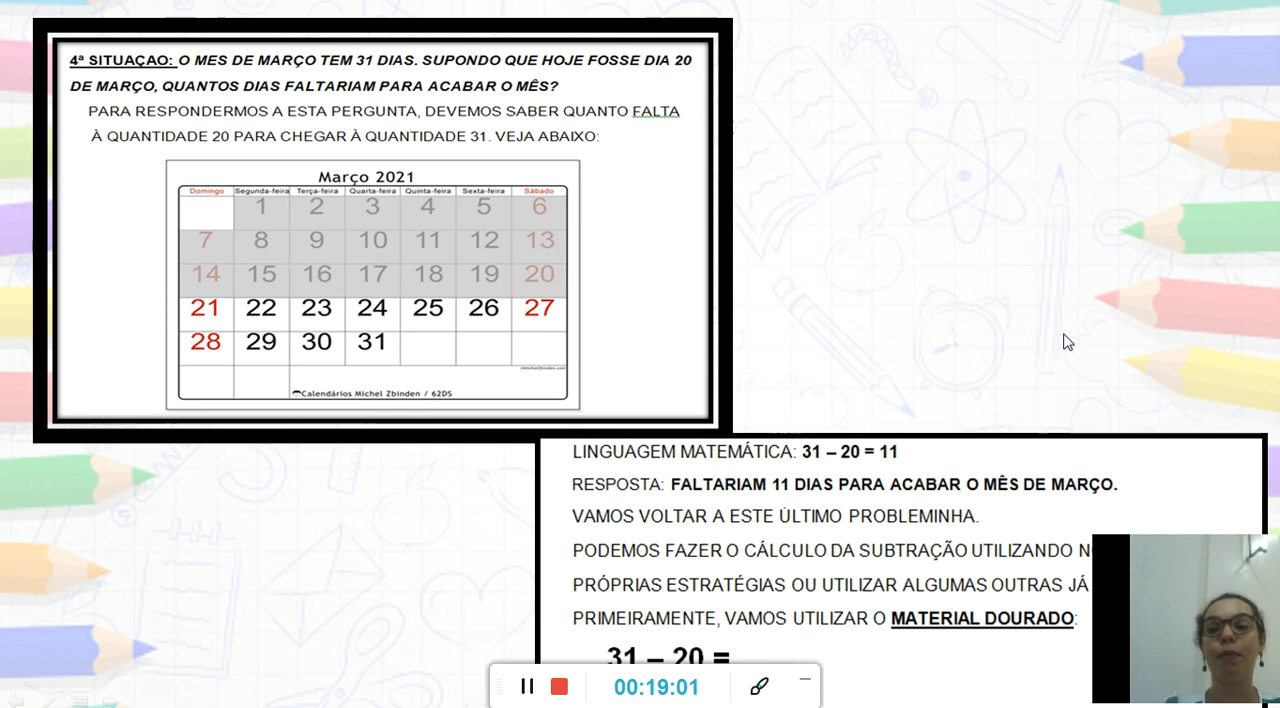 4ª SITUAÇAO: O MES DE MARÇO TEM 31 DIAS. SUPONDO QUE HOJE FOSSE DIA 20
DE MARÇO, QUANTOS DIAS FALTARIAM PARA ACABAR O MÊS?
PARA RESPONDERMOS A ESTA PERGUNTA, DEVEMOS SABER QUANTO FALTA
À QUANTIDADE 20 PARA CHEGAR À QUANTIDADE 31. VEJA ABAIXO:
Março 2021
Domingo Segunda-feira Terça-feira Quarta-feira Quinta-feira Sexta-feira Sábado
1 2 3 4 5 6
7 8 9 10 11 12 13
14 15 16 17 18 19 20
21 22 23 24 25 26 27
28 29 30 31
Calendários Michel Zbinden / 62DS
LINGUAGEM MATEMÁTICA: 31 – 20 = 11
RESPOSTA: FALTARIAM 11 DIAS PARA ACABAR O MÊS DE MARÇO.
VAMOS VOLTAR A ESTE ÚLTIMO PROBLEMINHA.
PODEMOS FAZER O CÁLCULO DA SUBTRAÇÃO UTILIZANDO
PRÓPRIAS ESTRATÉGIAS OU UTILIZAR ALGUMAS OUTRAS JÁ
PRIMEIRAMENTE, VAMOS UTILIZAR O MATERIAL DOURADO:
31 – 20 =
00:19:01